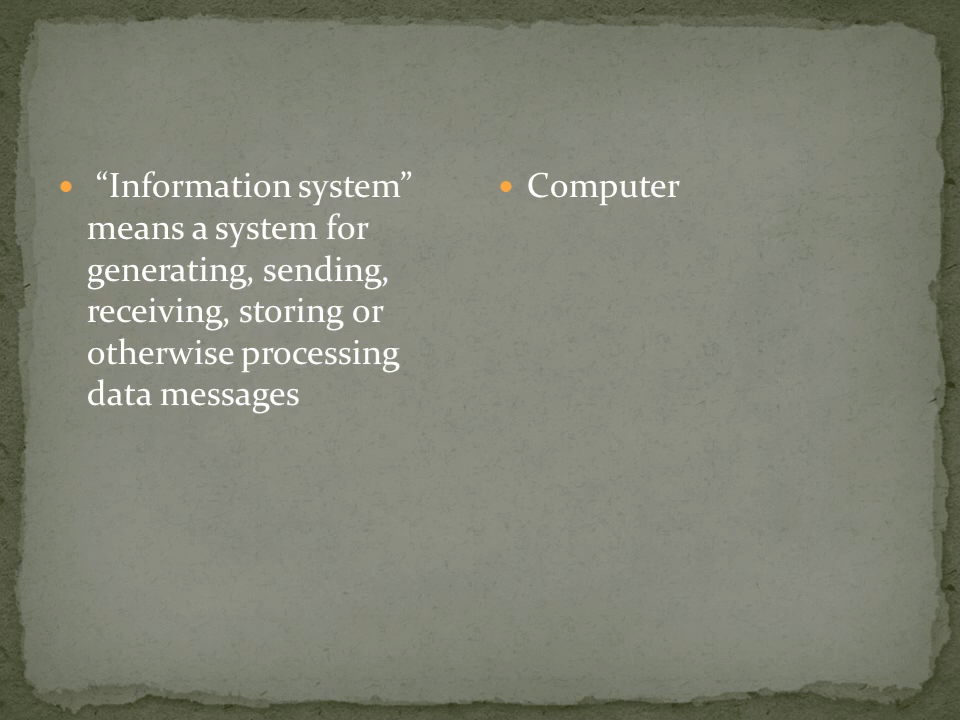 • “Information system”
means a system for
generating, sending,
receiving, storing or
otherwise processing
data messages
• Computer